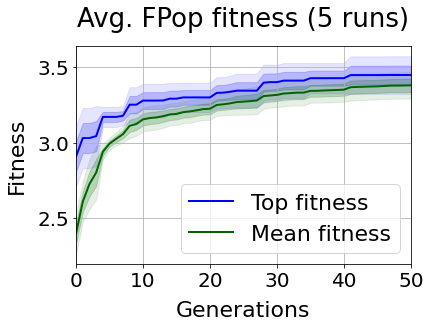 Avg. FPop fitness (5 runs)
3.5
3.0
2.5
Fitness
Top fitness
Mean fitness
0 10 20 30 40 50
Generations